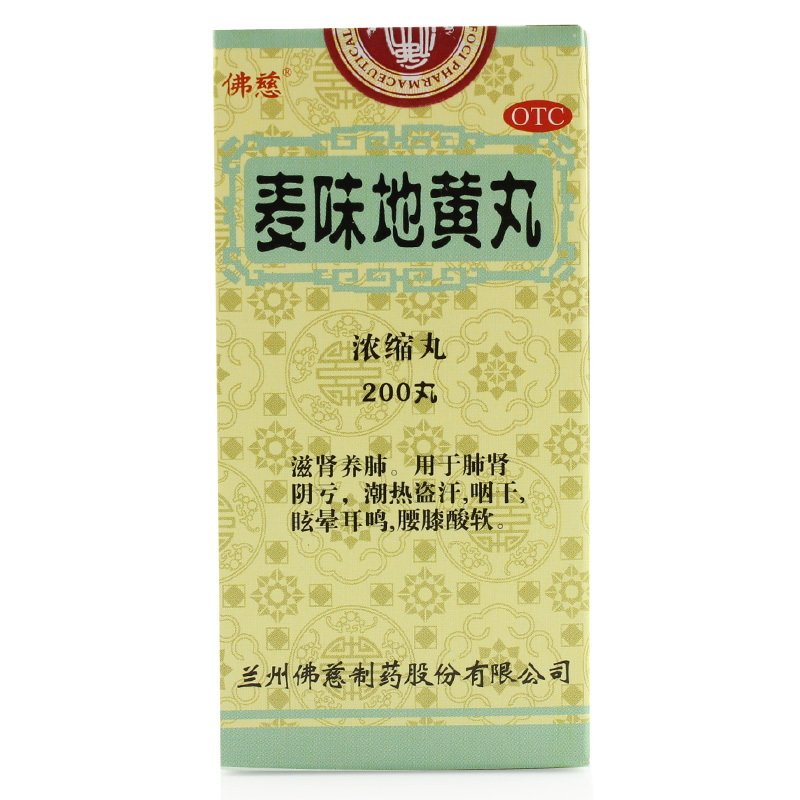 FOCI PHARMACEUTICAL
佛慈®
OTC
麦味地黄丸
浓缩丸
200丸
滋肾养肺。用于肺肾
阴亏，潮热盗汗,咽干,
眩晕耳鸣,腰膝酸软。
兰州佛慈制药股份有限公司